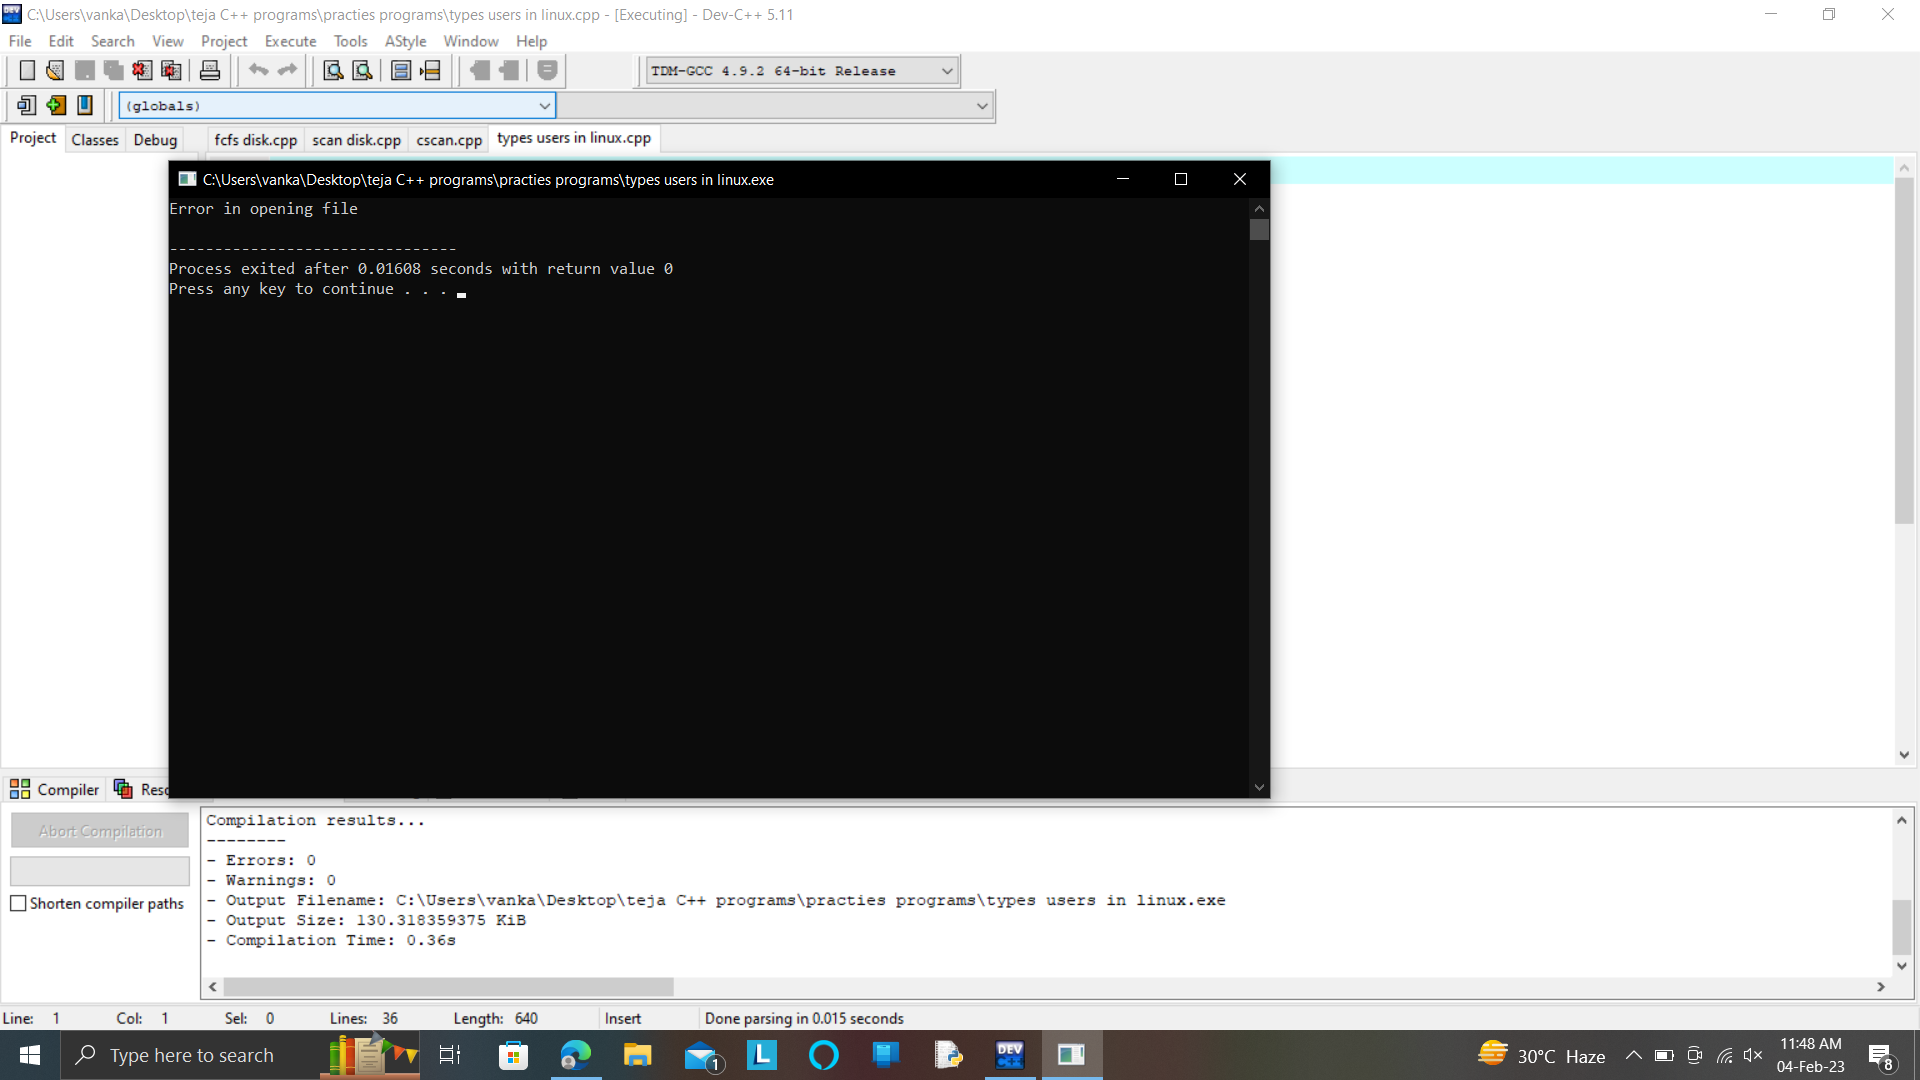 C:\Users\vanka\Desktop\teja C++ programs\practies programs\types users in linux.cpp - [Executing] - Dev-C++ 5.11
File Edit Search View Project Execute Tools AStyle Window Help
TDM-GCC 4.9.2 64-bit Release
(globals)
Project Classes Debug fcfs disk.cpp scan disk.cpp cscan.cpp types users in linux.cpp
C:\Users\vanka\Desktop\teja C++ programs\practies programs\types users in linux.exe
Error in opening file
--------------------------------
Process exited after 0.01608 seconds with return value 0
Press any key to continue . . .
Compiler Reso
Abort Compilation
Shorten compiler paths
Compilation results...
--------
- Errors: 0
- Warnings: 0
- Output Filename: C:\Users\vanka\Desktop\teja C++ programs\practies programs\types users in linux.exe
- Output Size: 130.318359375 KiB
- Compilation Time: 0.36s
Line: 1 Col: 1 Sel: 0 Lines: 36 Length: 640 Insert Done parsing in 0.015 seconds
Type here to search
1
L
DEV C++
30°C Haze
11:48 AM
04-Feb-23
8